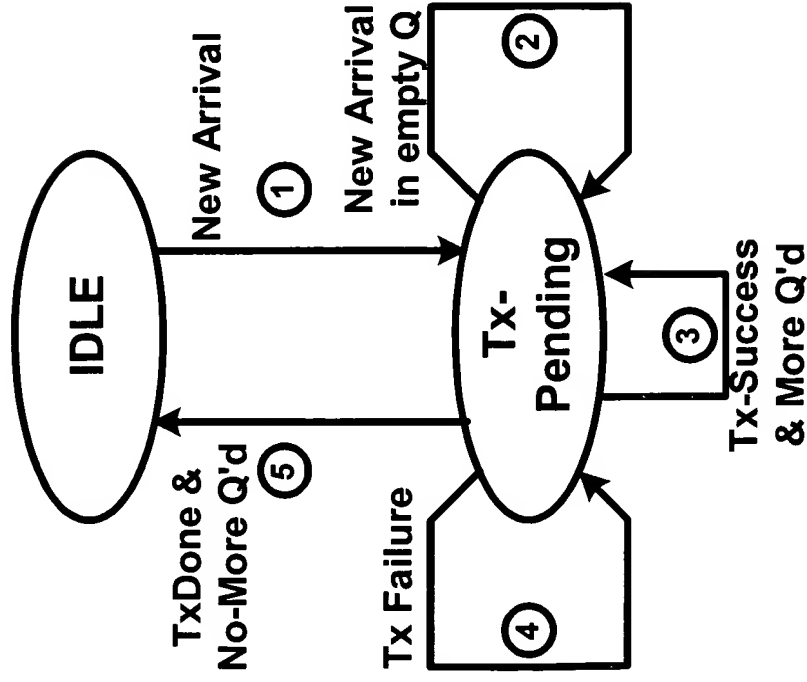 IDLE
New Arrival
1
TxDone &
No-More Q'd
5
New Arrival
in empty Q
2
Tx Failure
4
Tx-
Pending
3
Tx-Success
& More Q'd